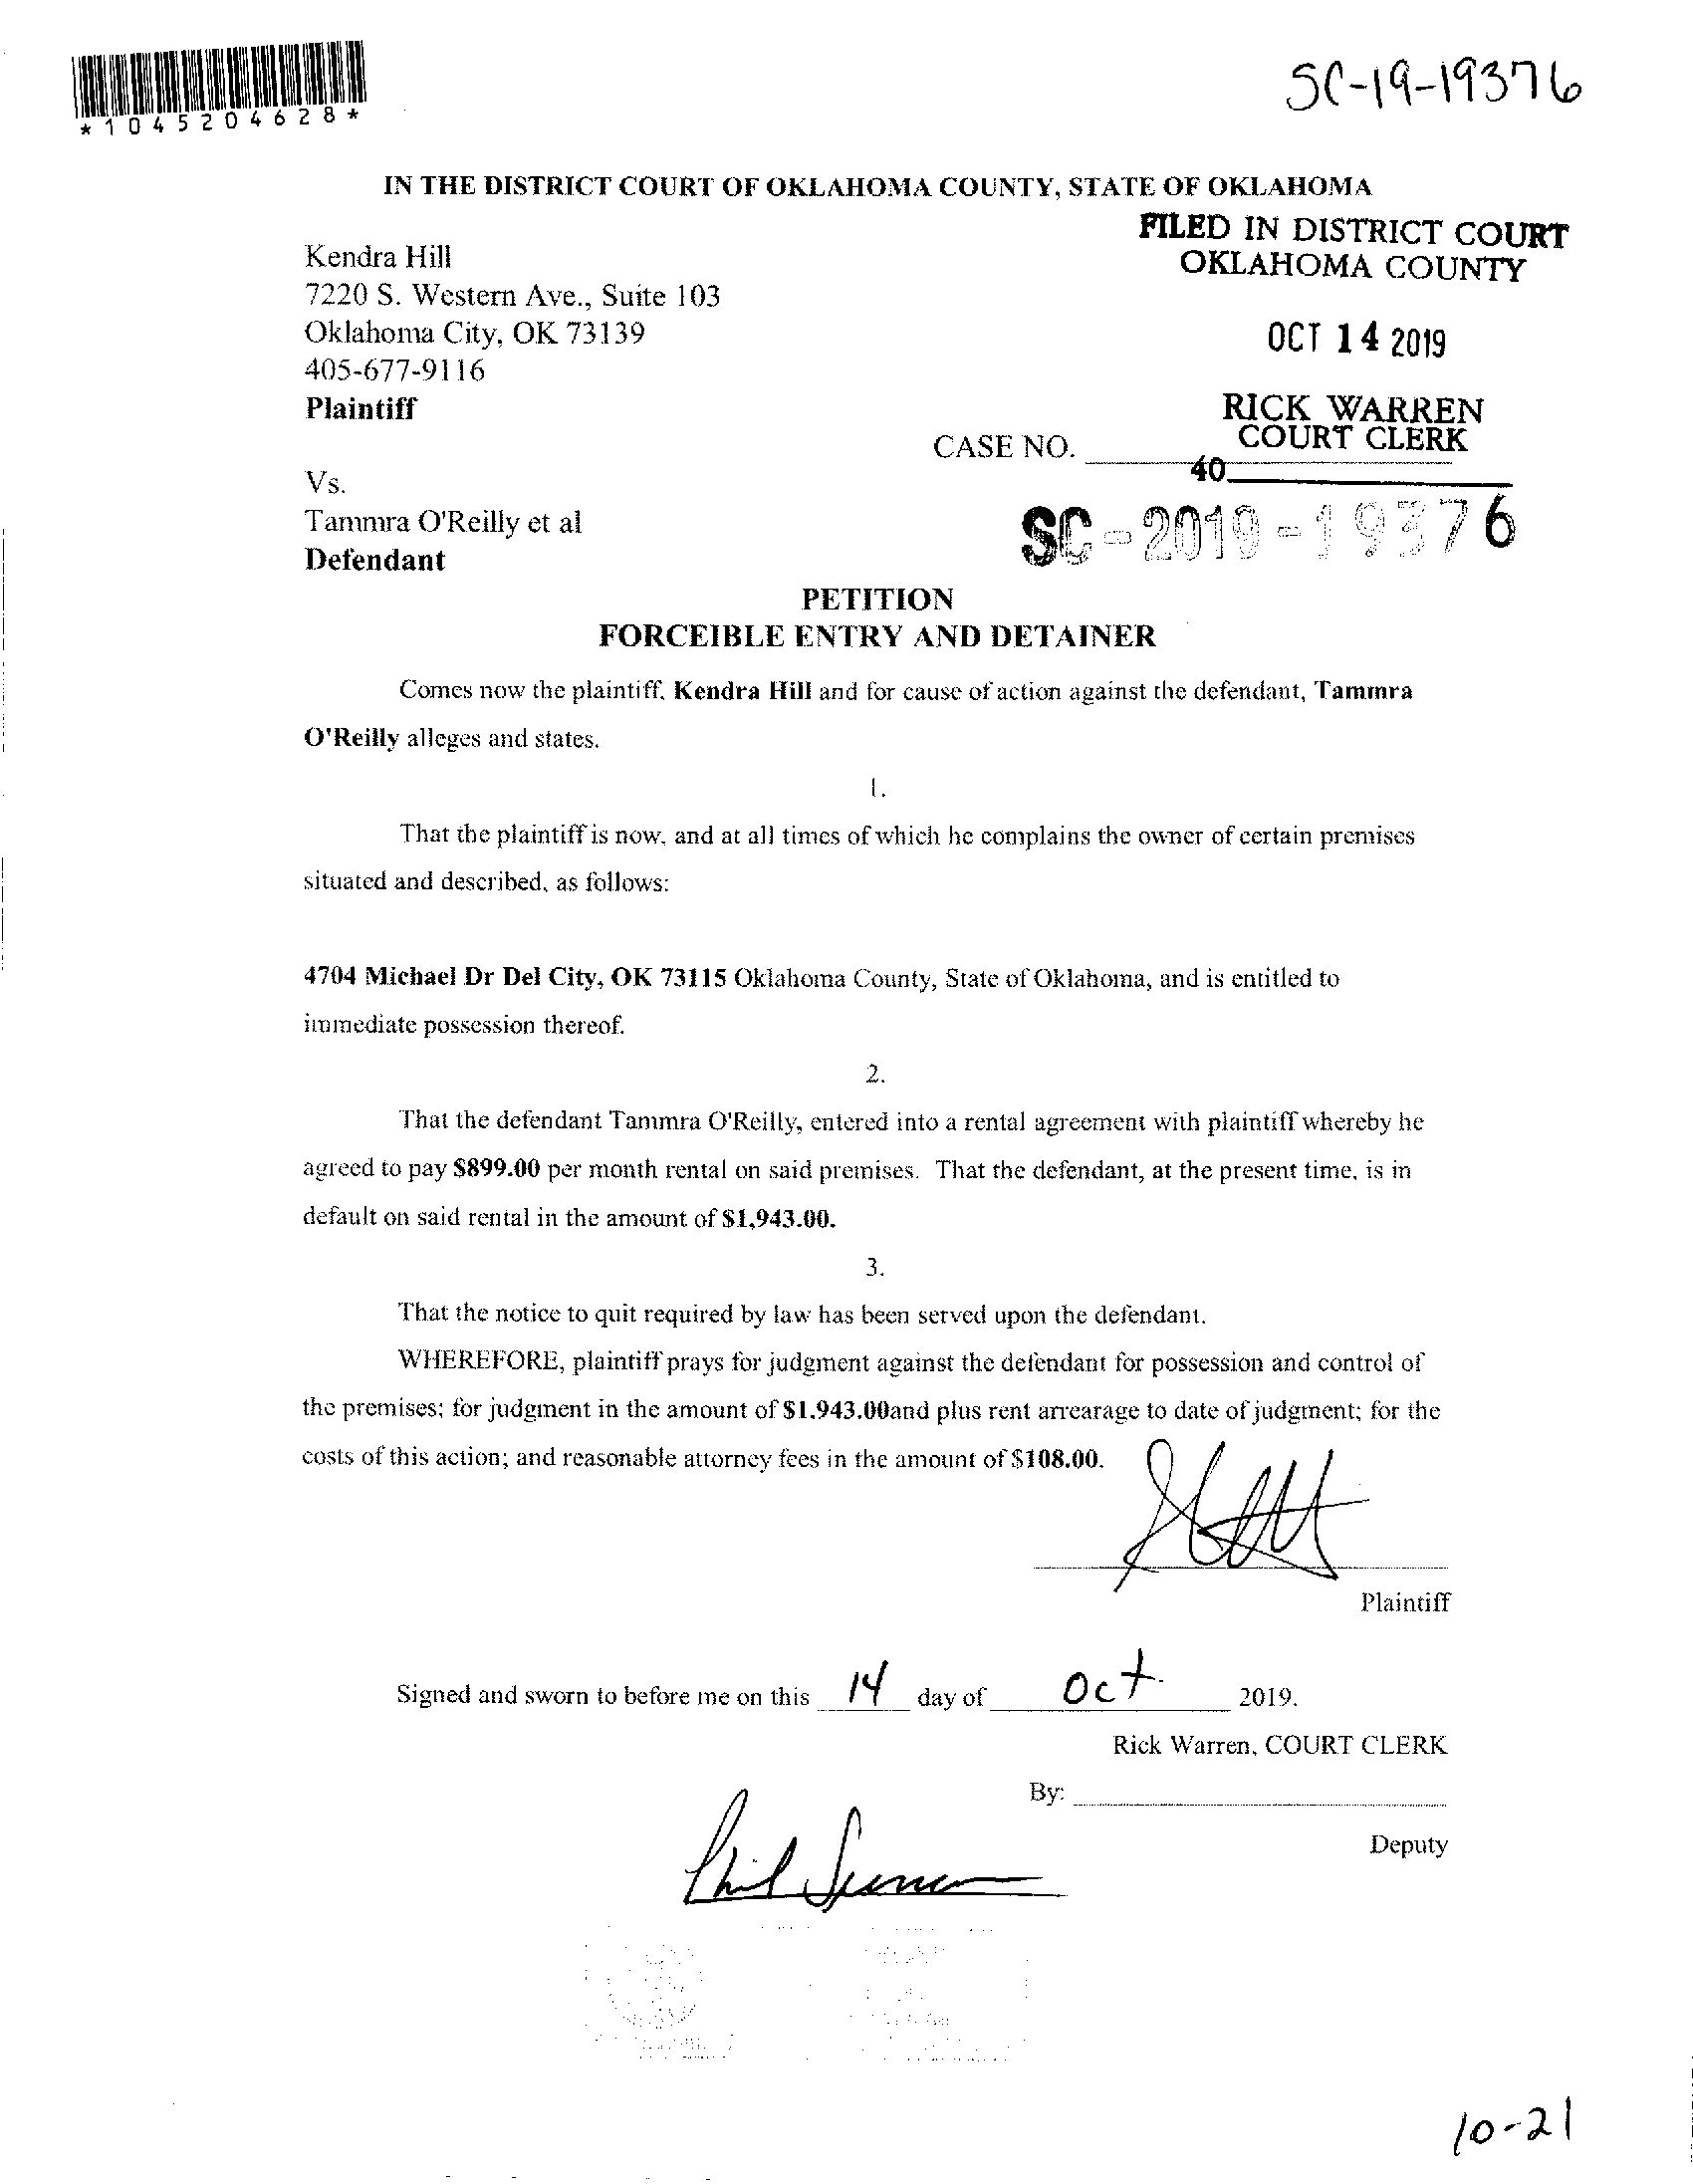 *1045204628*
SC-19-19376
IN THE DISTRICT COURT OF OKLAHOMA COUNTY, STATE OF OKLAHOMA
FILED IN DISTRICT COURT
OKLAHOMA COUNTY
OCT 14 2019
RICK WARREN
COURT CLERK
40
Kendra Hill
7220 S. Western Ave., Suite 103
Oklahoma City, OK 73139
405-677-9116
Plaintiff
CASE NO.
Vs.
SC-2019-19376
Tammra O'Reilly et al
Defendant
PETITION
FORCEIBLE ENTRY AND DETAINER
Comes now the plaintiff, Kendra Hill and for cause of action against the defendant, Tammra
O'Reilly alleges and states.
1.
That the plaintiff is now, and at all times of which he complains the owner of certain premises
situated and described, as follows:
4704 Michael Dr Del City, OK 73115 Oklahoma County, State of Oklahoma, and is entitled to
immediate possession thereof.
2.
That the defendant Tammra O'Reilly, entered into a rental agreement with plaintiff whereby he
agreed to pay $899.00 per month rental on said premises. That the defendant, at the present time, is in
default on said rental in the amount of $1,943.00.
3.
That the notice to quit required by law has been served upon the defendant.
WHEREFORE, plaintiff prays for judgment against the defendant for possession and control of
the premises; for judgment in the amount of $1,943.00and plus rent arrearage to date of judgment; for the
costs of this action; and reasonable attorney fees in the amount of $108.00.
Plaintiff
Signed and sworn to before me on this 14 day of Oct 2019.
Rick Warren, COURT CLERK
By:
Deputy
10-21